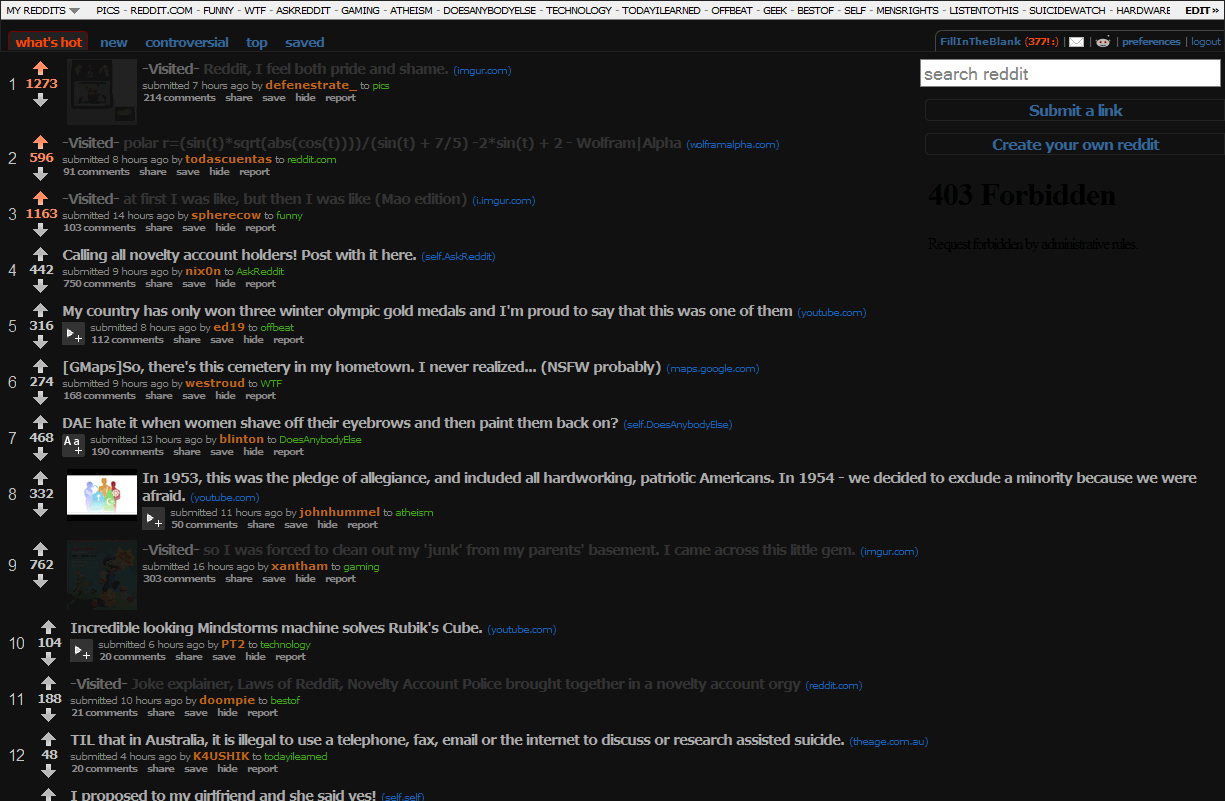 MY REDDITS PICS - REDDIT.COM - FUNNY - WTF - ASKREDDIT - GAMING - ATHEISM - DOESANYBODYELSE - TECHNOLOGY - TODAYILEARNED - OFFBEAT - GEEK - BESTOF - SELF - MENSRIGHTS - LISTENTOTHIS - SUICIDEWATCH - HARDWARE EDIT »
what's hot new controversial top saved
FillInTheBlank (377!:) | | | preferences | logout
search reddit
Submit a link
Create your own reddit
403 Forbidden
Request forbidden by administrative rules.
1 1273 -Visited- Reddit, I feel both pride and shame. (imgur.com)
submitted 7 hours ago by defenestrate_ to pics
214 comments share save hide report
2 596 -Visited- polar r=(sin(t)*sqrt(abs(cos(t))))/(sin(t) + 7/5) -2*sin(t) + 2 - Wolfram|Alpha (wolframalpha.com)
submitted 8 hours ago by todascuentas to reddit.com
91 comments share save hide report
3 1163 -Visited- at first I was like, but then I was like (Mao edition) (i.imgur.com)
submitted 14 hours ago by spherecow to funny
103 comments share save hide report
4 442 Calling all novelty account holders! Post with it here. (self.AskReddit)
submitted 9 hours ago by nix0n to AskReddit
750 comments share save hide report
5 316 My country has only won three winter olympic gold medals and I'm proud to say that this was one of them (youtube.com)
submitted 8 hours ago by ed19 to offbeat
112 comments share save hide report
6 274 [GMaps]So, there's this cemetery in my hometown. I never realized... (NSFW probably) (maps.google.com)
submitted 9 hours ago by westroud to WTF
168 comments share save hide report
7 468 DAE hate it when women shave off their eyebrows and then paint them back on? (self.DoesAnybodyElse)
Aa + submitted 13 hours ago by blinton to DoesAnybodyElse
190 comments share save hide report
8 332 In 1953, this was the pledge of allegiance, and included all hardworking, patriotic Americans. In 1954 - we decided to exclude a minority because we were
afraid. (youtube.com)
submitted 11 hours ago by johnhummel to atheism
50 comments share save hide report
9 762 -Visited- so I was forced to clean out my 'junk' from my parents' basement. I came across this little gem. (imgur.com)
submitted 16 hours ago by xantham to gaming
303 comments share save hide report
10 104 Incredible looking Mindstorms machine solves Rubik's Cube. (youtube.com)
submitted 6 hours ago by PT2 to technology
20 comments share save hide report
11 188 -Visited- Joke explainer, Laws of Reddit, Novelty Account Police brought together in a novelty account orgy (reddit.com)
submitted 10 hours ago by doompie to bestof
21 comments share save hide report
12 48 TIL that in Australia, it is illegal to use a telephone, fax, email or the internet to discuss or research assisted suicide. (theage.com.au)
submitted 4 hours ago by K4USHIK to todayilearned
20 comments share save hide report
I proposed to my girlfriend and she said yes! (self.self)